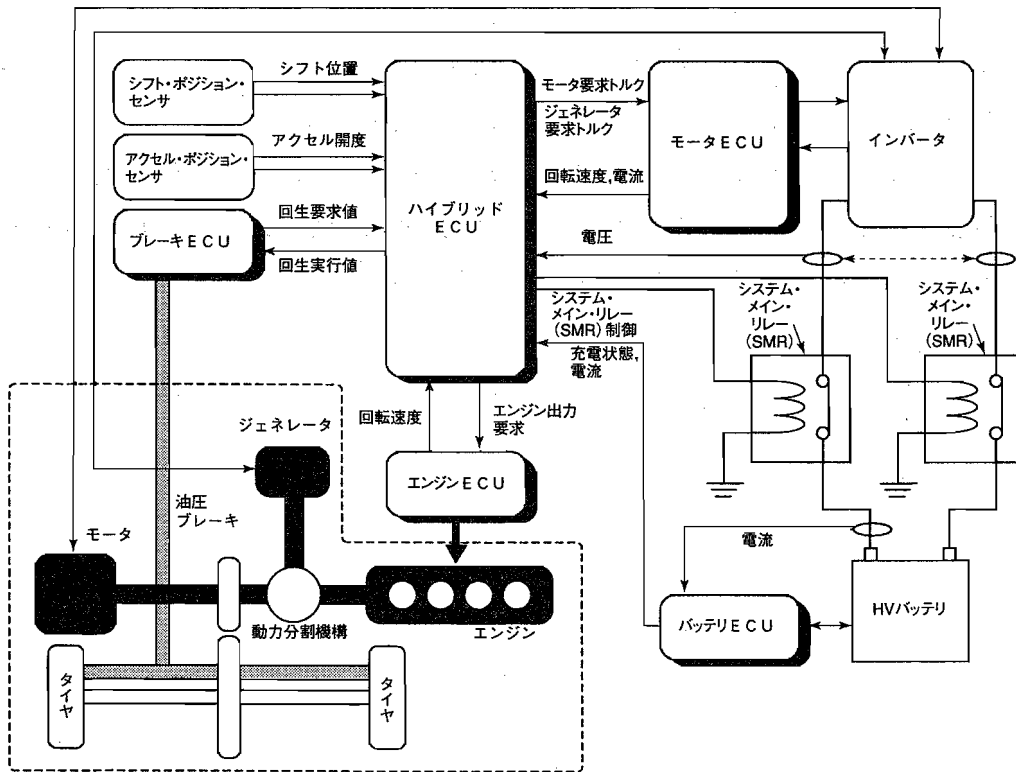 シフト・ポジション・
センサ
シフト位置
アクセル・ポジション・
センサ
アクセル開度
ブレーキECU
回生要求値
回生実行値
ハイブリッド
ECU
モータ要求トルク
ジェネレータ
要求トルク
回転速度,電流
モータECU
インバータ
電圧
システム・
メイン・リレー
(SMR)制御
充電状態,
電流
システム・
メイン・
リレー
(SMR)
システム・
メイン・
リレー
(SMR)
回転速度
エンジン出力
要求
エンジンECU
ジェネレータ
油圧
ブレーキ
モータ
動力分割機構
エンジン
タイヤ
タイヤ
電流
バッテリECU
HVバッテリ